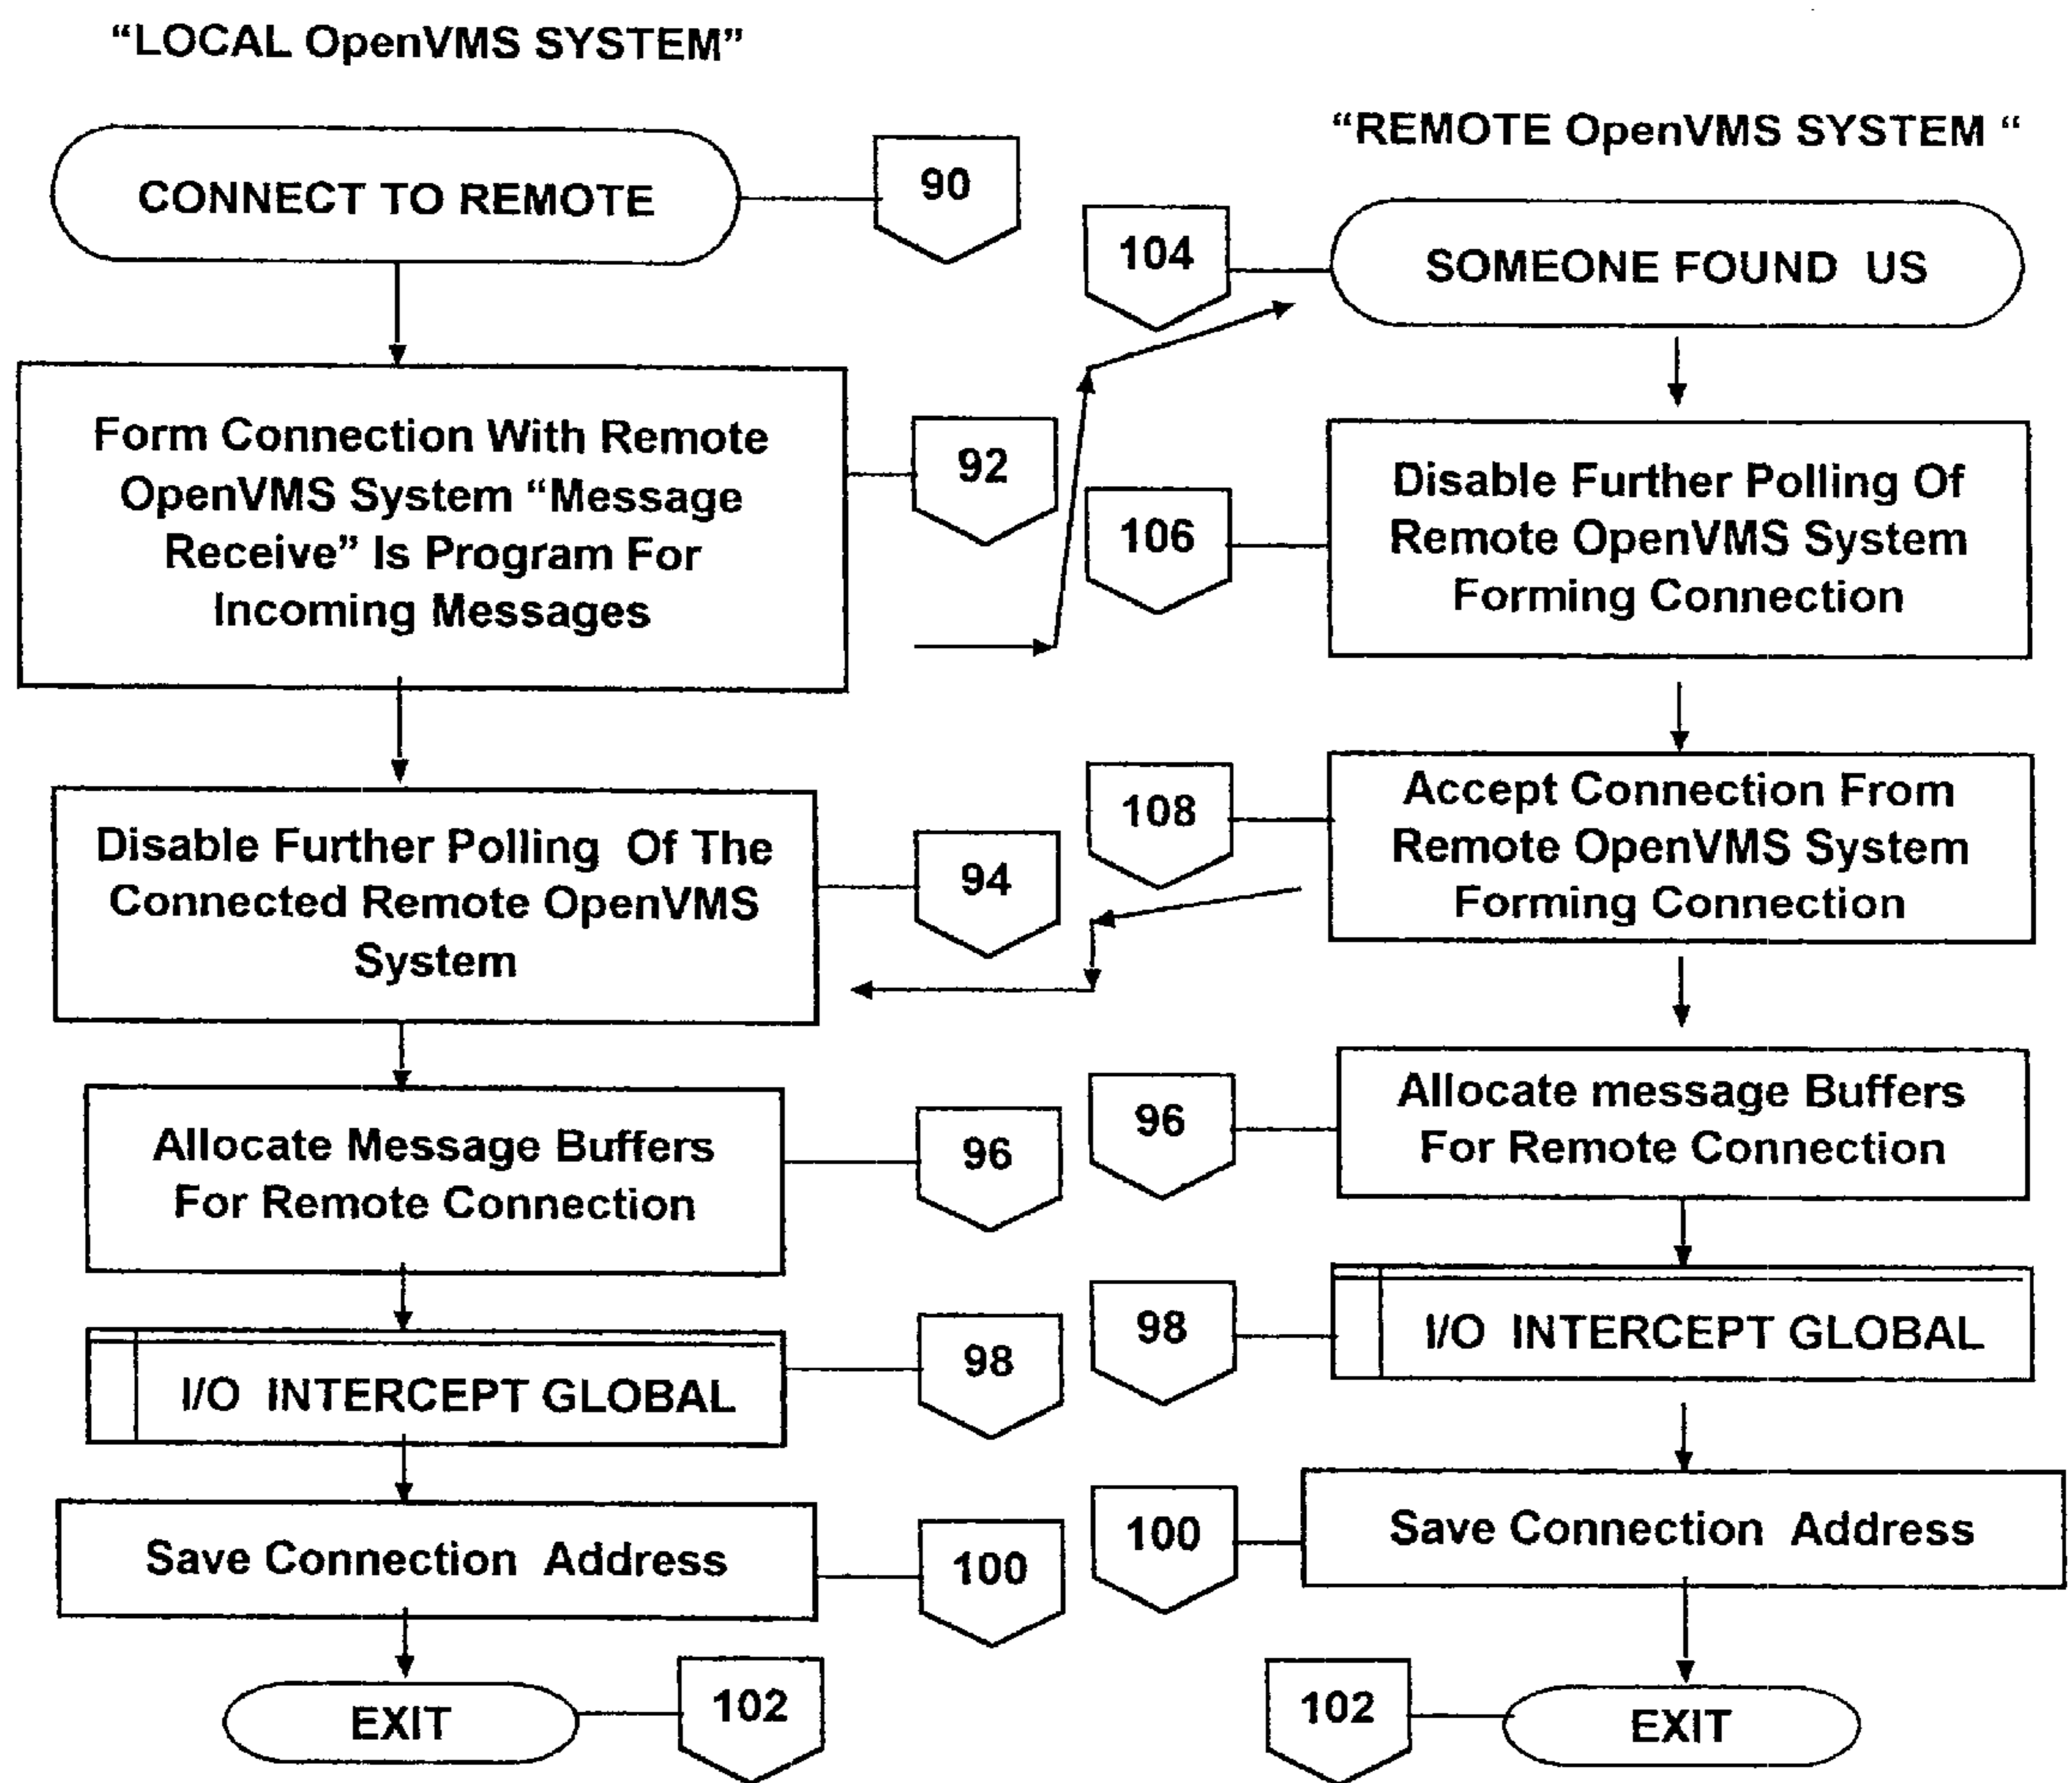 “LOCAL OpenVMS SYSTEM”
CONNECT TO REMOTE
90
Form Connection With Remote
OpenVMS System “Message
Receive” Is Program For
Incoming Messages
92
Disable Further Polling Of The
Connected Remote OpenVMS
System
94
Allocate Message Buffers
For Remote Connection
96
I/O INTERCEPT GLOBAL
98
Save Connection Address
100
EXIT
102
“REMOTE OpenVMS SYSTEM “
104
SOMEONE FOUND US
106
Disable Further Polling Of
Remote OpenVMS System
Forming Connection
108
Accept Connection From
Remote OpenVMS System
Forming Connection
96
Allocate message Buffers
For Remote Connection
98
I/O INTERCEPT GLOBAL
100
Save Connection Address
102
EXIT